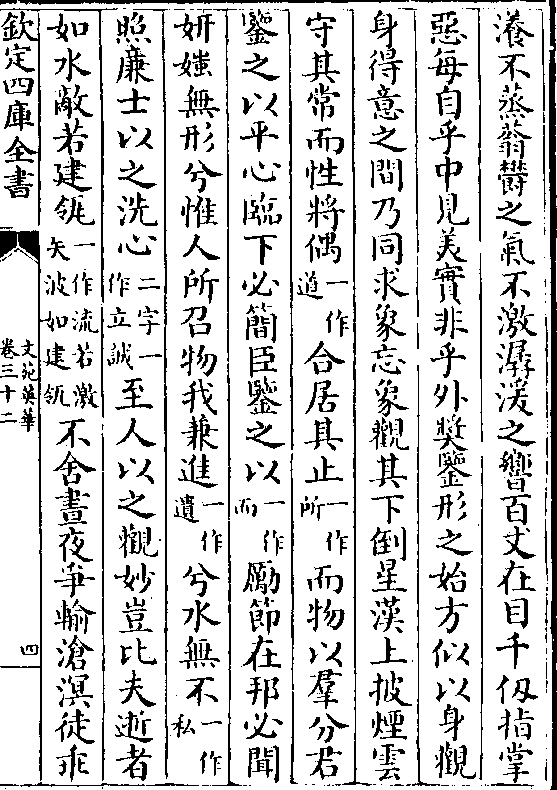 瀁不蒸蓊欝之氣不激潺湲之響百丈在目千仭指掌
惡每自乎中見美實非乎外獎鑒形之始方似以身觀
身得意之間乃同求象忘象觀其下倒星漢上披煙雲
守其常而性將偶一作道合居其止一作所而物以羣分君
鑒之以平心臨下必簡臣鑒之以一作而勵節在邦必聞
妍媸無形兮惟人所召物我兼進一作遺兮水無不一作私
照廉士以之洗心二字一作立誠至人以之觀妙豈比夫逝者
如水敵若建瓴一作流若激矢波如建瓴不舍晝夜爭輸滄溟徒乖
欽定四庫全書
文苑英華
卷三十二
四